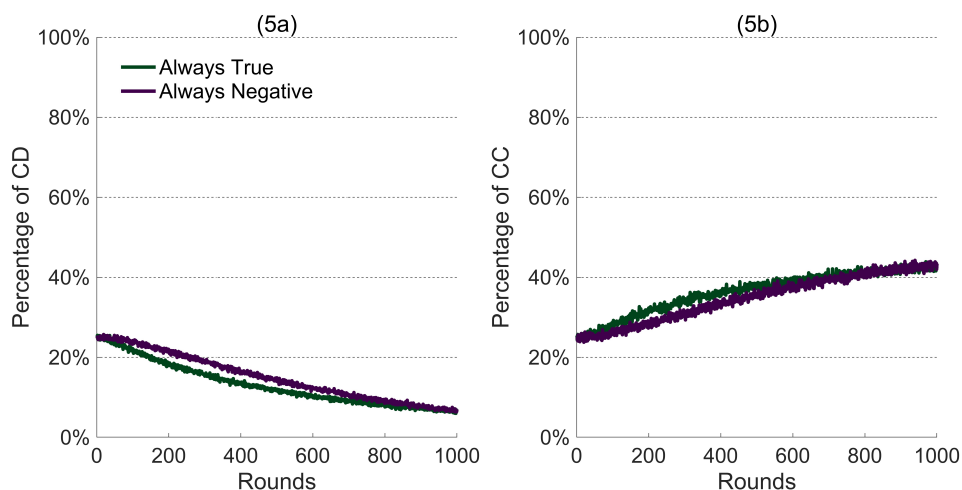 (5a)
100%
80%
60%
40%
20%
0%
Percentage of CD
Always True
Always Negative
0 200 400 600 800 1000
Rounds
(5b)
100%
80%
60%
40%
20%
0%
Percentage of CC
0 200 400 600 800 1000
Rounds